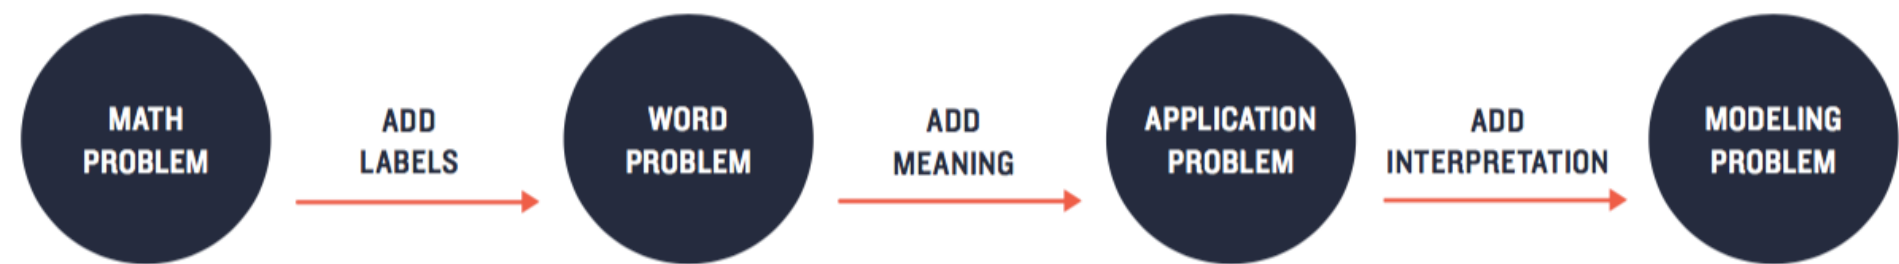 MATH
PROBLEM
ADD
LABELS
WORD
PROBLEM
ADD
MEANING
APPLICATION
PROBLEM
ADD
INTERPRETATION
MODELING
PROBLEM